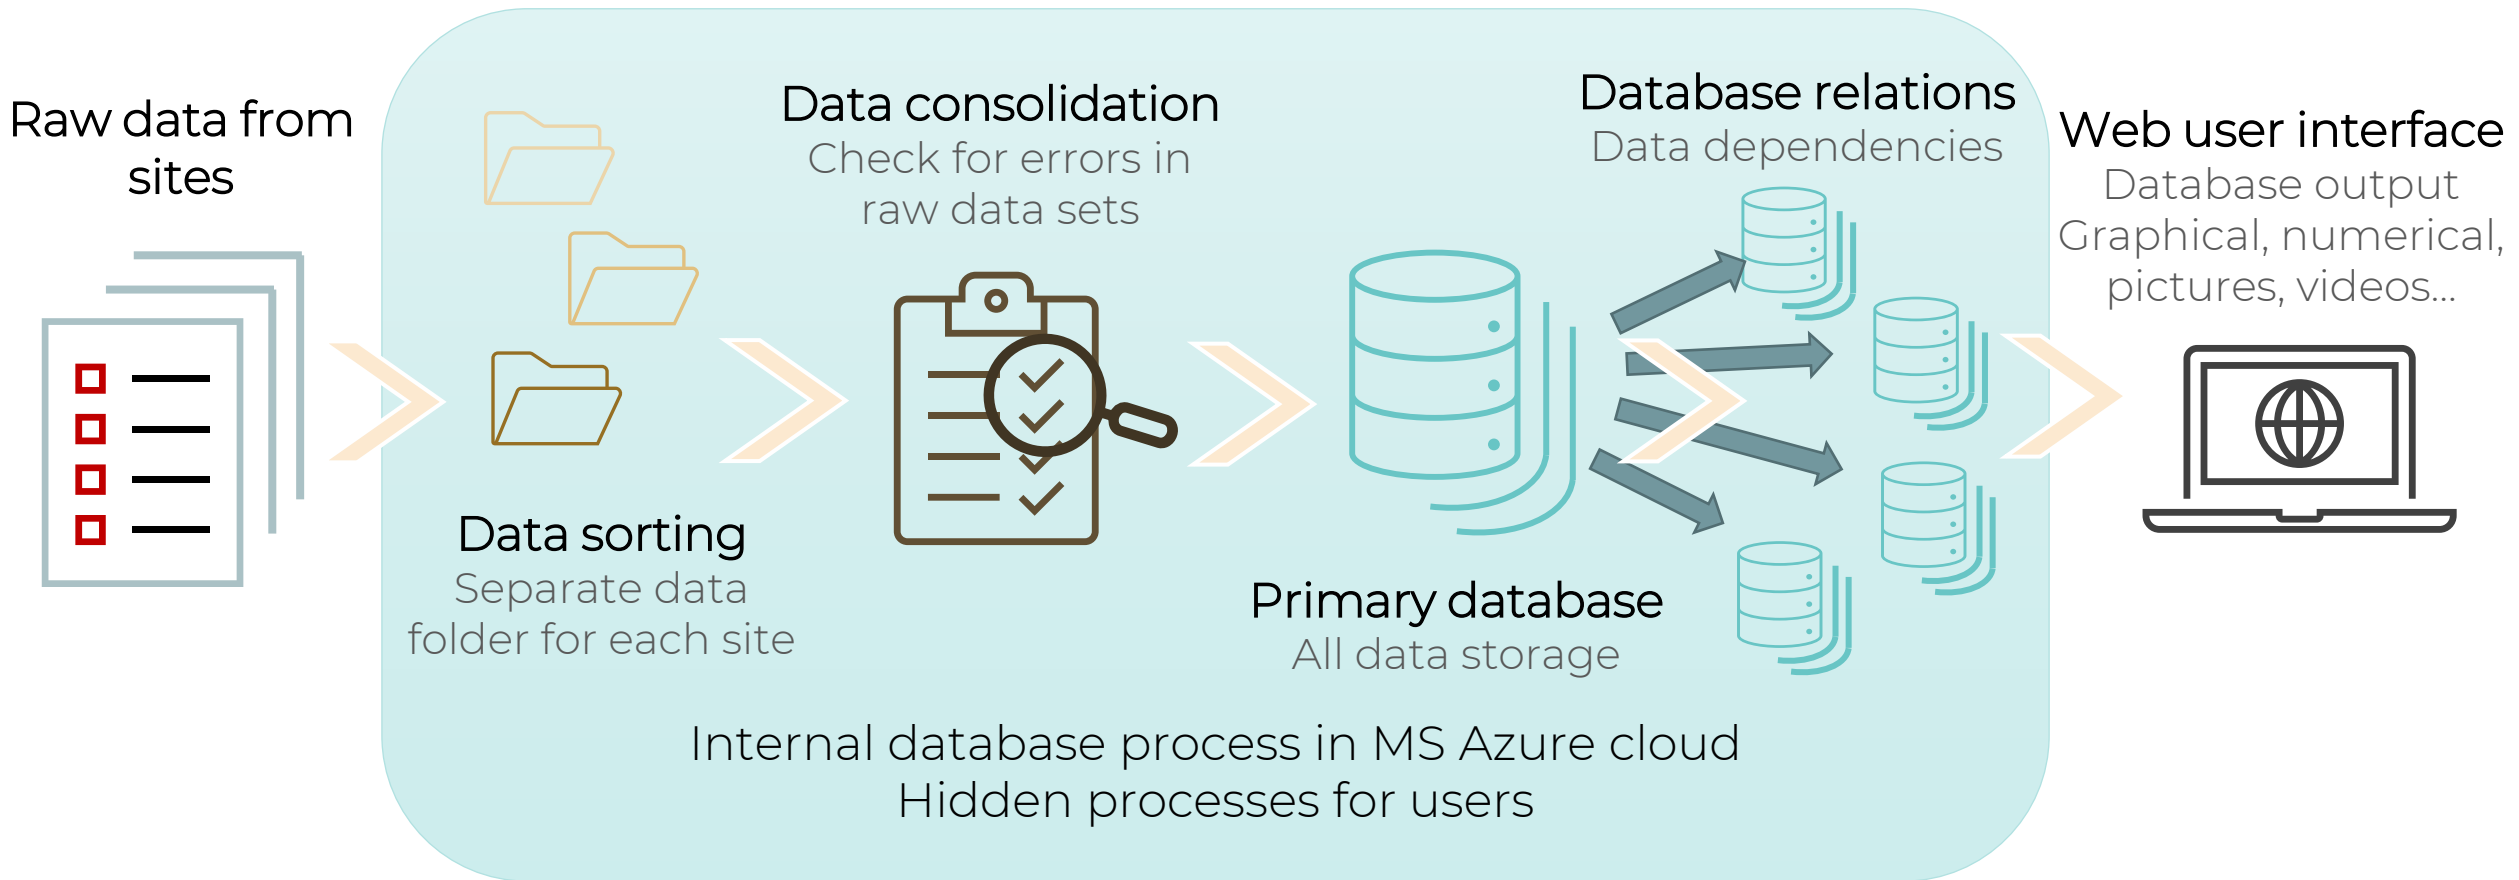 Raw data from
sites
Data sorting
Separate data
folder for each site
Data consolidation
Check for errors in
raw data sets
Primary database
All data storage
Database relations
Data dependencies
Web user interface
Database output
Graphical, numerical,
pictures, videos...
Internal database process in MS Azure cloud
Hidden processes for users